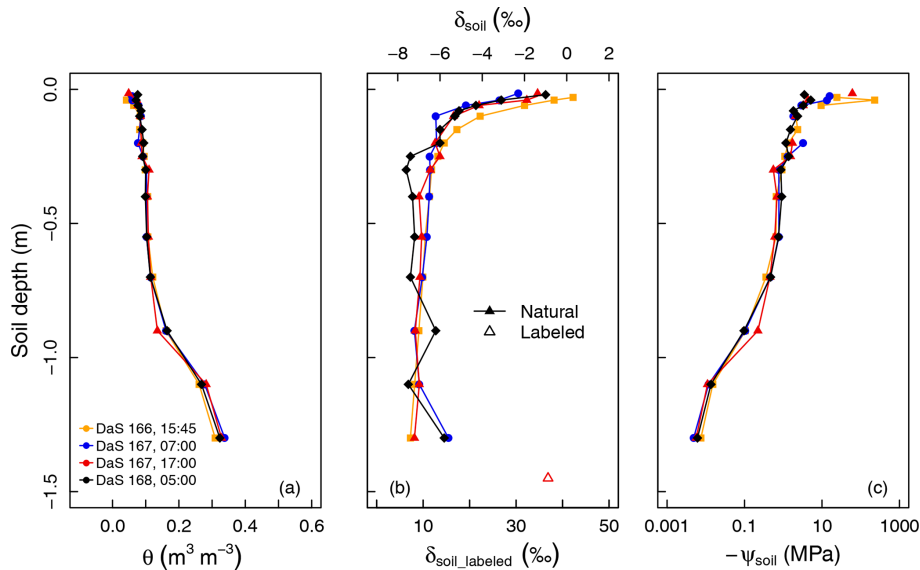 δsoil (‰)
−8 −6 −4 −2 0 2
Soil depth (m)
0.0
−0.5
−1.0
−1.5
Natural
Labeled
DaS 166, 15:45
DaS 167, 07:00
DaS 167, 17:00
DaS 168, 05:00
(a)
(b)
(c)
0.0 0.2 0.4 0.6
10 30 50
0.001 0.1 10 1000
θ (m³ m−³)
δsoil_labeled (‰)
−ψsoil (MPa)